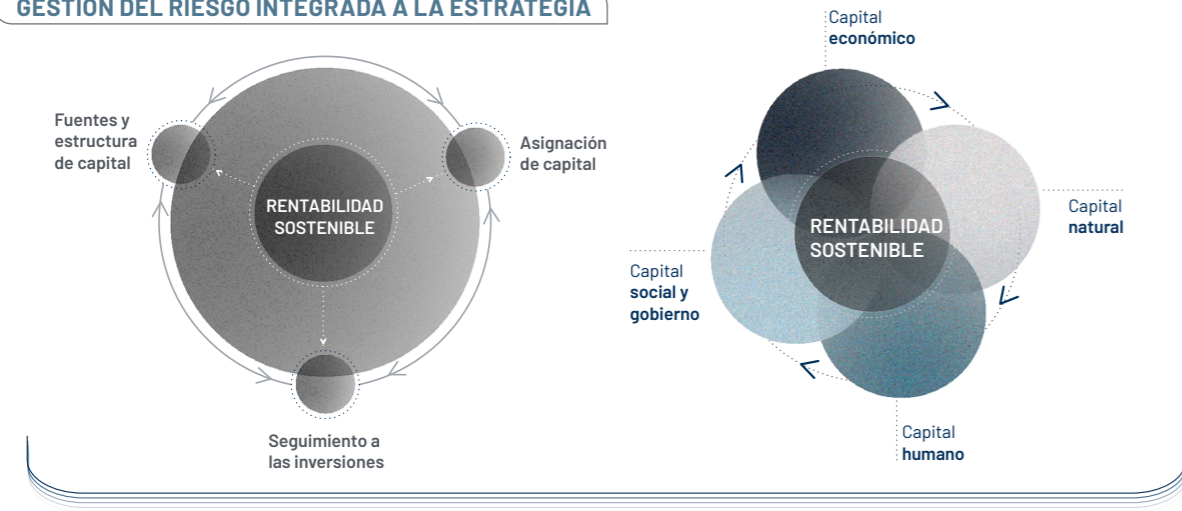 GESTIÓN DEL RIESGO INTEGRADA A LA ESTRATEGIA
Fuentes y
estructura
de capital
RENTABILIDAD
SOSTENIBLE
Asignación
de capital
Seguimiento a
las inversiones
Capital
económico
Capital
natural
RENTABILIDAD
SOSTENIBLE
Capital
social y
gobierno
Capital
humano